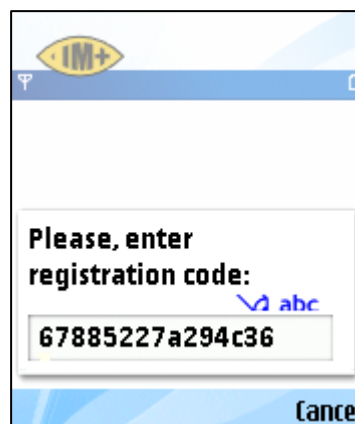 IM+
Please, enter
registration code:
abc
67885227a294c36
Cance